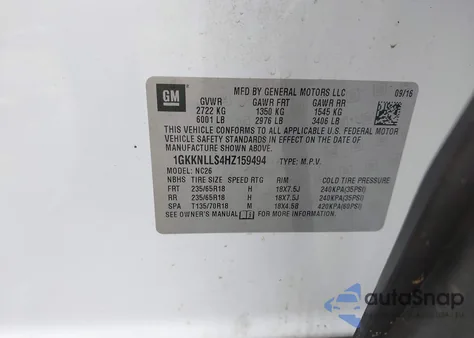 GM
MFD BY GENERAL MOTORS LLC 09/16
GVWR GAWR FRT GAWR RR
2722 KG 1350 KG 1545 KG
6001 LB 2976 LB 3406 LB
THIS VEHICLE CONFORMS TO ALL APPLICABLE U.S. FEDERAL MOTOR
VEHICLE SAFETY STANDARDS IN EFFECT ON THE DATE OF
MANUFACTURE SHOWN ABOVE.
1GKKNLLS4HZ159494 TYPE: M.P.V.
MODEL: NC26
NBHS TIRE SIZE SPEED RTG RIM COLD TIRE PRESSURE
FRT 235/65R18 H 18X7.5J 240KPA(35PSI)
RR 235/65R18 H 18X7.5J 240KPA(35PSI)
SPA T135/70R18 M 18X4.5B 420KPA(60PSI)
SEE OWNER'S MANUAL FOR MORE INFORMATION.
autoSnap